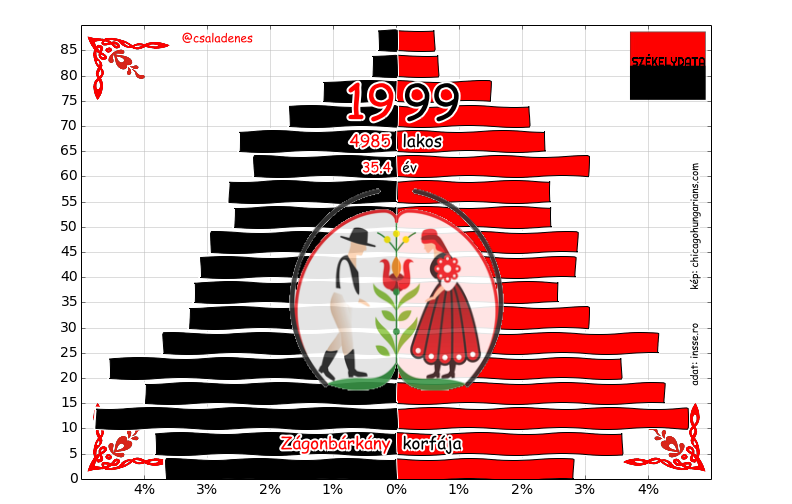 @csaladenes
SZÉKELYDATA
1999
4985 lakos
35.4 év
kép: chicagohungarians.com
adat: insse.ro
Zágonbárkány korfája
85
80
75
70
65
60
55
50
45
40
35
30
25
20
15
10
5
0
4% 3% 2% 1% 0% 1% 2% 3% 4%